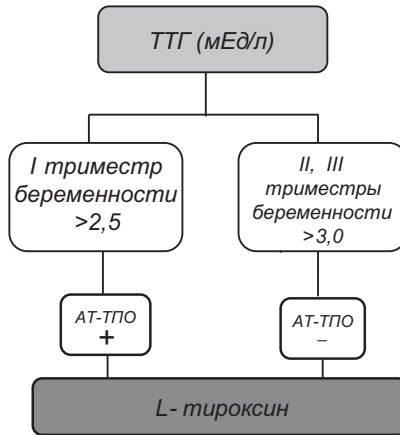 ТТГ (мЕд/л)
I триместр
беременности
>2,5
II, III
триместры
беременности
>3,0
АТ-ТПО
+
АТ-ТПО
–
L- тироксин